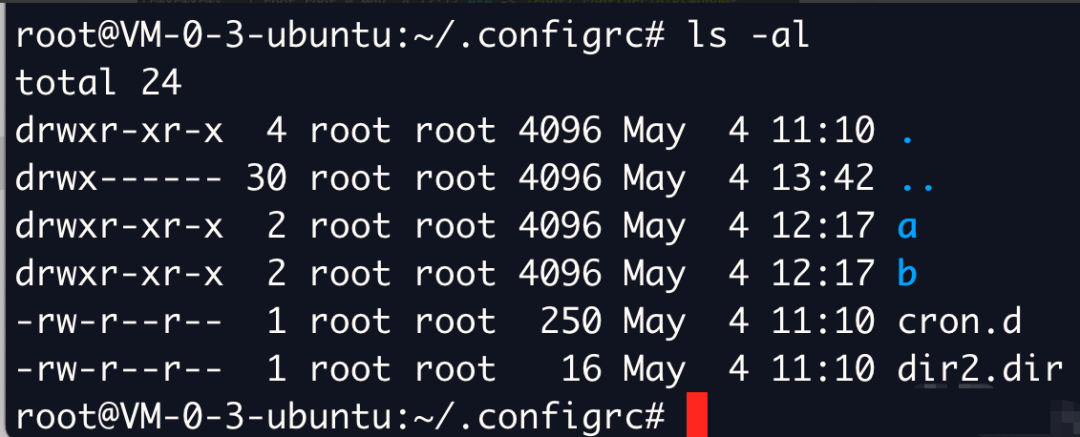 root@VM-0-3-ubuntu:~/.configrc# ls -al
total 24
drwxr-xr-x  4 root root 4096 May  4 11:10 .
drwx------ 30 root root 4096 May  4 13:42 ..
drwxr-xr-x  2 root root 4096 May  4 12:17 a
drwxr-xr-x  2 root root 4096 May  4 12:17 b
-rw-r--r--  1 root root  250 May  4 11:10 cron.d
-rw-r--r--  1 root root   16 May  4 11:10 dir2.dir
root@VM-0-3-ubuntu:~/.configrc#